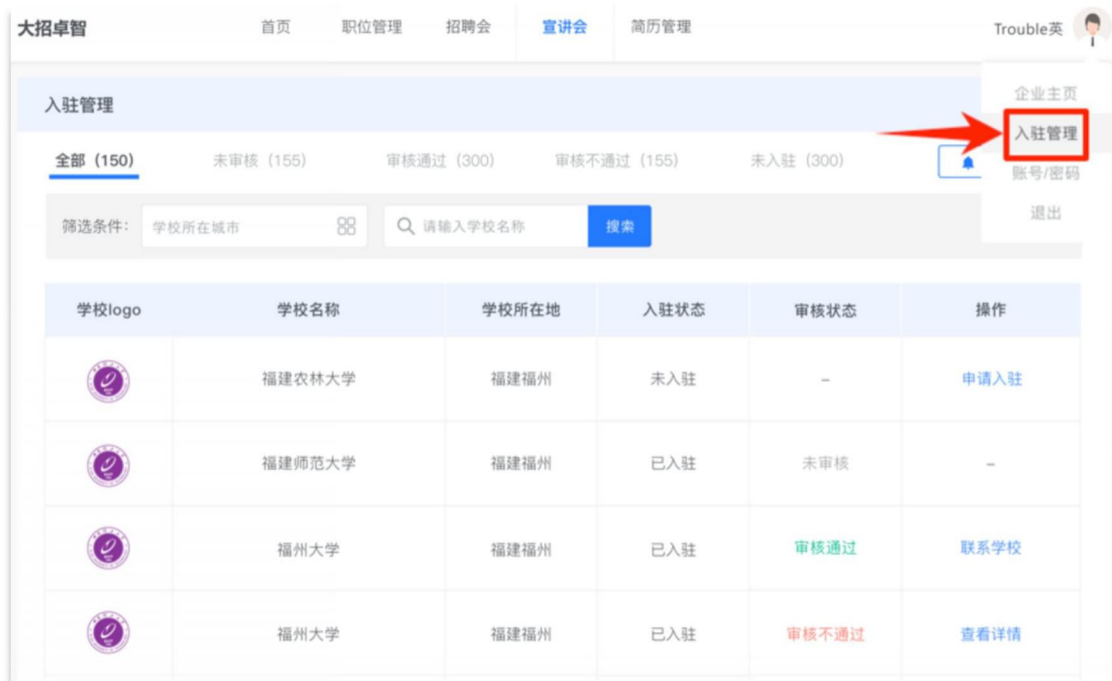 大招卓智 首页 职位管理 招聘会 宣讲会 简历管理 Trouble英
企业主页
入驻管理
账号/密码
退出
入驻管理
全部（150） 未审核（155） 审核通过（300） 审核不通过（155） 未入驻（300）
筛选条件： 学校所在城市 请输入学校名称 搜索
学校logo 学校名称 学校所在地 入驻状态 审核状态 操作
福建农林大学 福建福州 未入驻 – 申请入驻
福建师范大学 福建福州 已入驻 未审核 –
福州大学 福建福州 已入驻 审核通过 联系学校
福州大学 福建福州 已入驻 审核不通过 查看详情